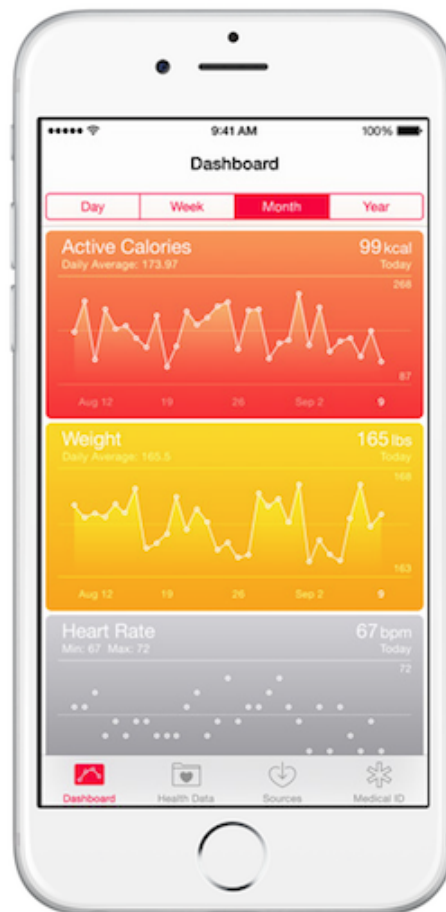 9:41 AM 100%
Dashboard
Day Week Month Year
Active Calories 99 kcal
Daily Average: 173.97 Today
268
87
Aug 12 19 26 Sep 2 9
Weight 165 lbs
Daily Average: 165.5 Today
168
163
Aug 12 19 26 Sep 2 9
Heart Rate 67 bpm
Min: 67 Max: 72 Today
72
Dashboard Health Data Sources Medical ID